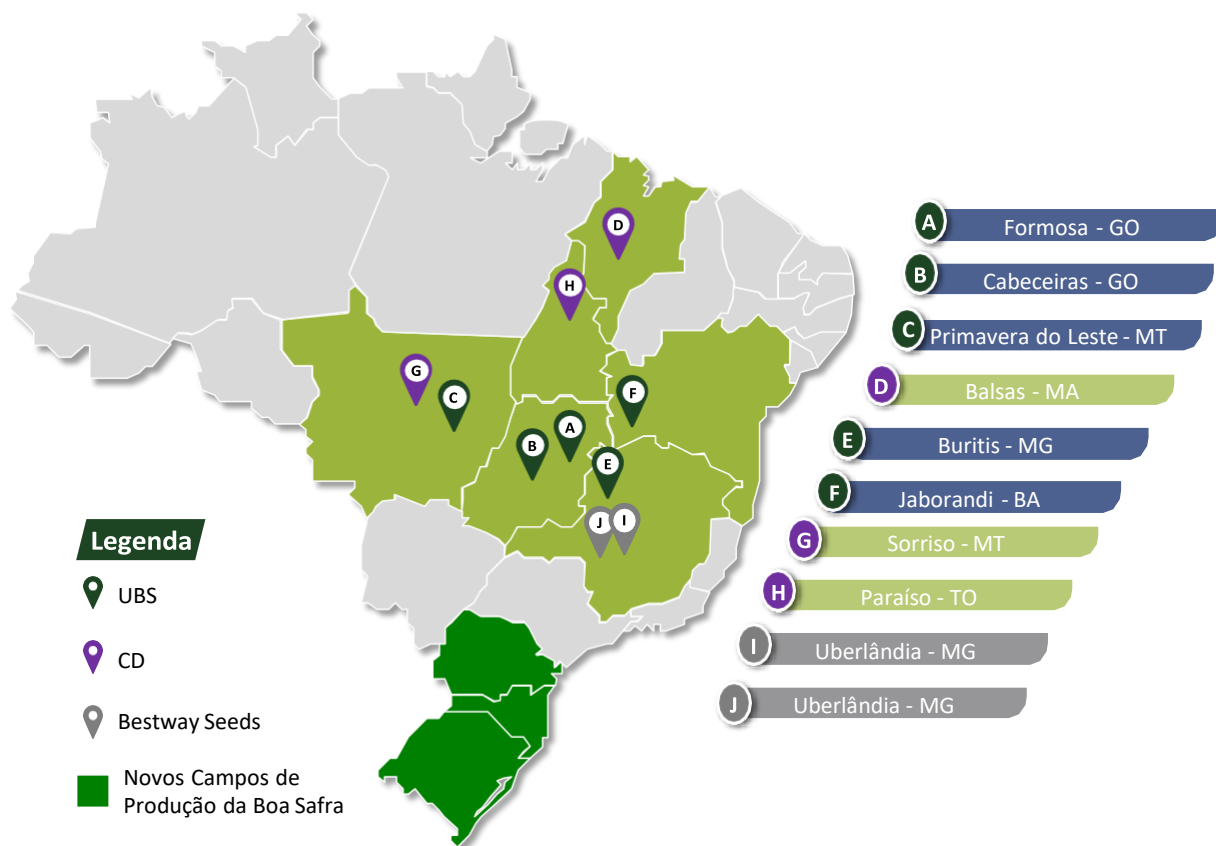 D
H
G
C
F
A
B
E
J
I
A
Formosa - GO
B
Cabeceiras - GO
C
Primavera do Leste - MT
D
Balsas - MA
E
Buritis - MG
F
Jaborandi - BA
G
Sorriso - MT
H
Paraíso - TO
I
Uberlândia - MG
J
Uberlândia - MG
Legenda
UBS
CD
Bestway Seeds
Novos Campos de
Produção da Boa Safra